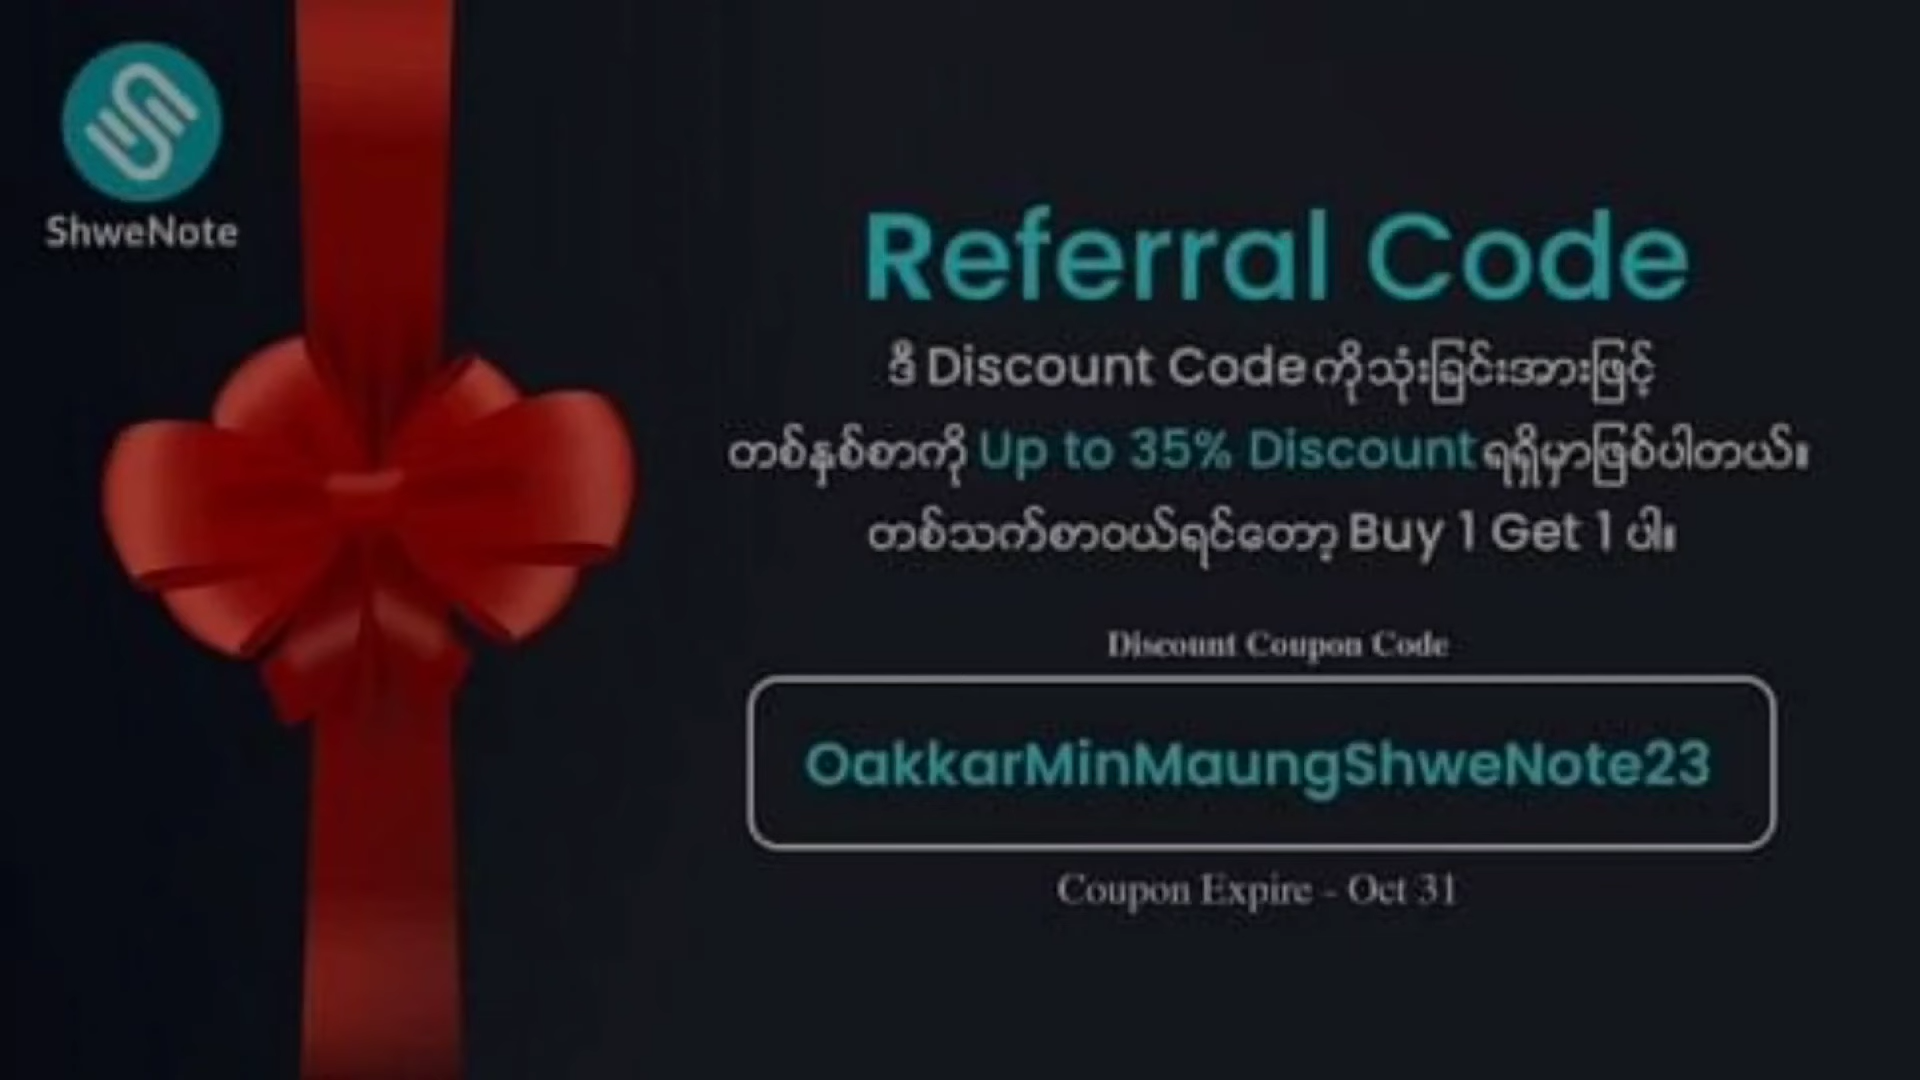 ShweNote
Referral Code
ဒီ Discount Code ကိုသုံးခြင်းအားဖြင့်
တစ်နှစ်စာကို Up to 35% Discount ရရှိမှာဖြစ်ပါတယ်။
တစ်သက်စာဝယ်ရင်တော့ Buy 1 Get 1 ပါ။
Discount Coupon Code
OakkarMinMaungShweNote23
Coupon Expire - Oct 31